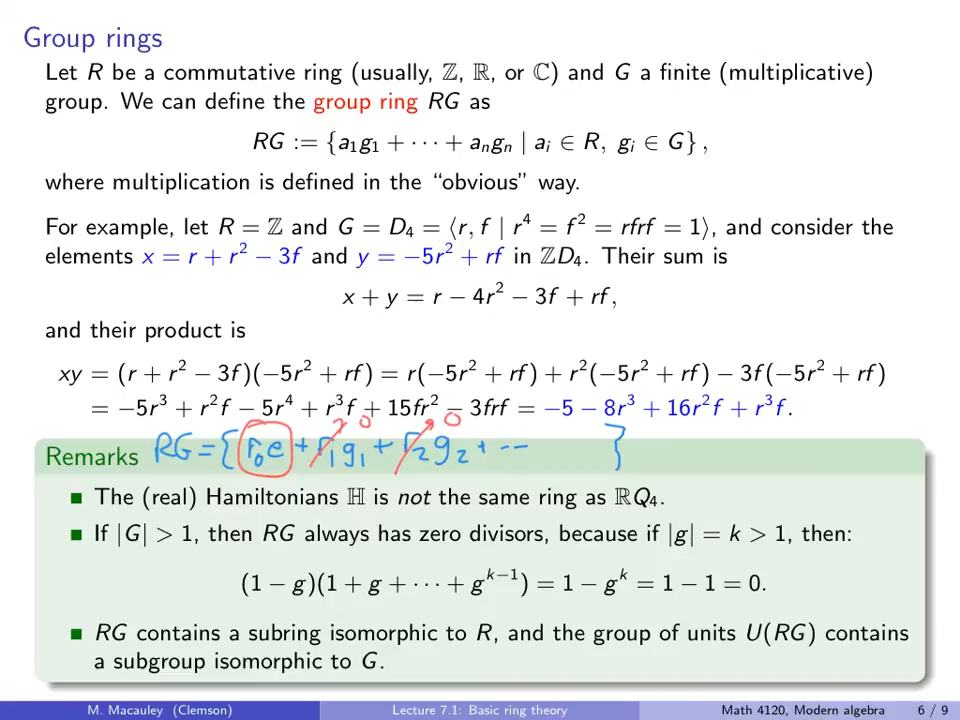 Group rings
Let R be a commutative ring (usually, ℤ, ℝ, or ℂ) and G a finite (multiplicative)
group. We can define the group ring RG as
RG := {a₁g₁ + ··· + aₙgₙ | aᵢ ∈ R, gᵢ ∈ G} ,
where multiplication is defined in the “obvious” way.
For example, let R = ℤ and G = D₄ = ⟨r, f | r⁴ = f² = rfrf = 1⟩, and consider the
elements x = r + r² − 3f and y = −5r² + rf in ℤD₄. Their sum is
x + y = r − 4r² − 3f + rf ,
and their product is
xy = (r + r² − 3f)(−5r² + rf) = r(−5r² + rf) + r²(−5r² + rf) − 3f(−5r² + rf)
= −5r³ + r²f − 5r⁴ + r³f + 15fr² − 3frf = −5 − 8r³ + 16r²f + r³f .
0 0
Remarks RG = { r₀e + r₁g₁ + r₂g₂ + -- }
■ The (real) Hamiltonians ℍ is not the same ring as ℝQ₄.
■ If |G| > 1, then RG always has zero divisors, because if |g| = k > 1, then:
(1 − g)(1 + g + ··· + gᵏ⁻¹) = 1 − gᵏ = 1 − 1 = 0.
■ RG contains a subring isomorphic to R, and the group of units U(RG) contains
a subgroup isomorphic to G.
M. Macauley (Clemson) Lecture 7.1: Basic ring theory Math 4120, Modern algebra 6 / 9